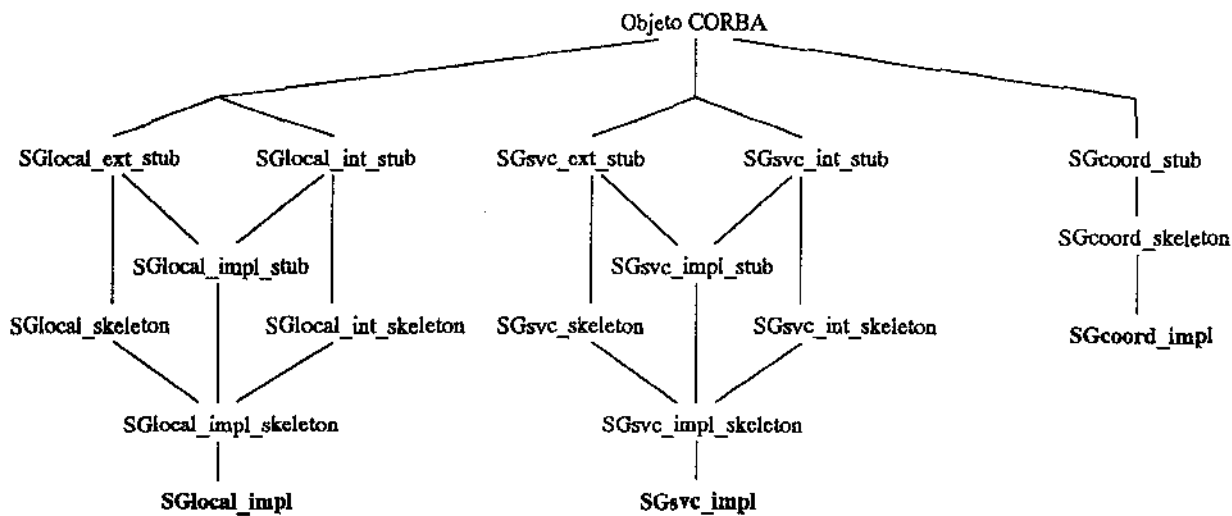 Objeto CORBA
SGlocal_ext_stub SGlocal_int_stub SGsvc_ext_stub SGsvc_int_stub SGcoord_stub
SGcoord_skeleton
SGlocal_impl_stub SGsvc_impl_stub
SGlocal_skeleton SGlocal_int_skeleton SGsvc_skeleton SGsvc_int_skeleton
SGcoord_impl
SGlocal_impl_skeleton SGsvc_impl_skeleton
SGlocal_impl SGsvc_impl